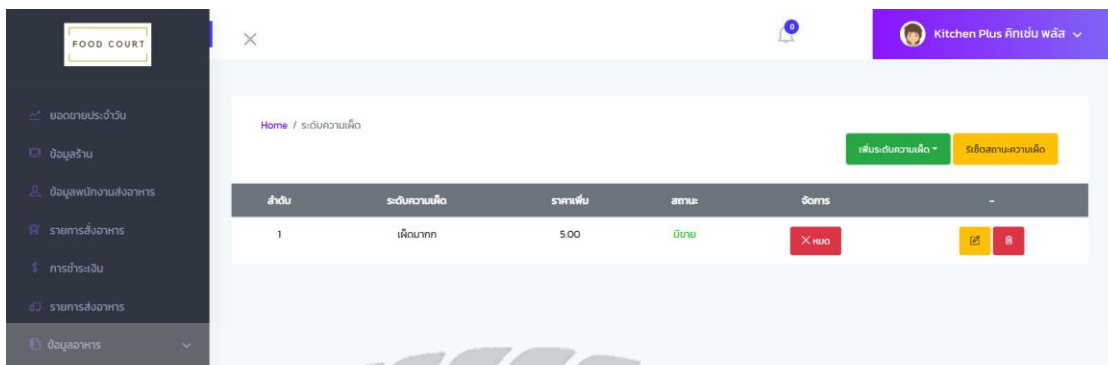 FOOD COURT
Kitchen Plus คิทเช่น พลัส
ยอดขายประจำวัน
ข้อมูลร้าน
ข้อมูลพนักงานส่งอาหาร
รายการสั่งอาหาร
การชำระเงิน
รายการส่งอาหาร
ข้อมูลอาหาร
Home / ระดับความเผ็ด
เพิ่มระดับความเผ็ด รีเซ็ตสถานะความเผ็ด
ลำดับ ระดับความเผ็ด ราคาเพิ่ม สถานะ จัดการ -
1 เผ็ดมากก 5.00 มีขาย หมด